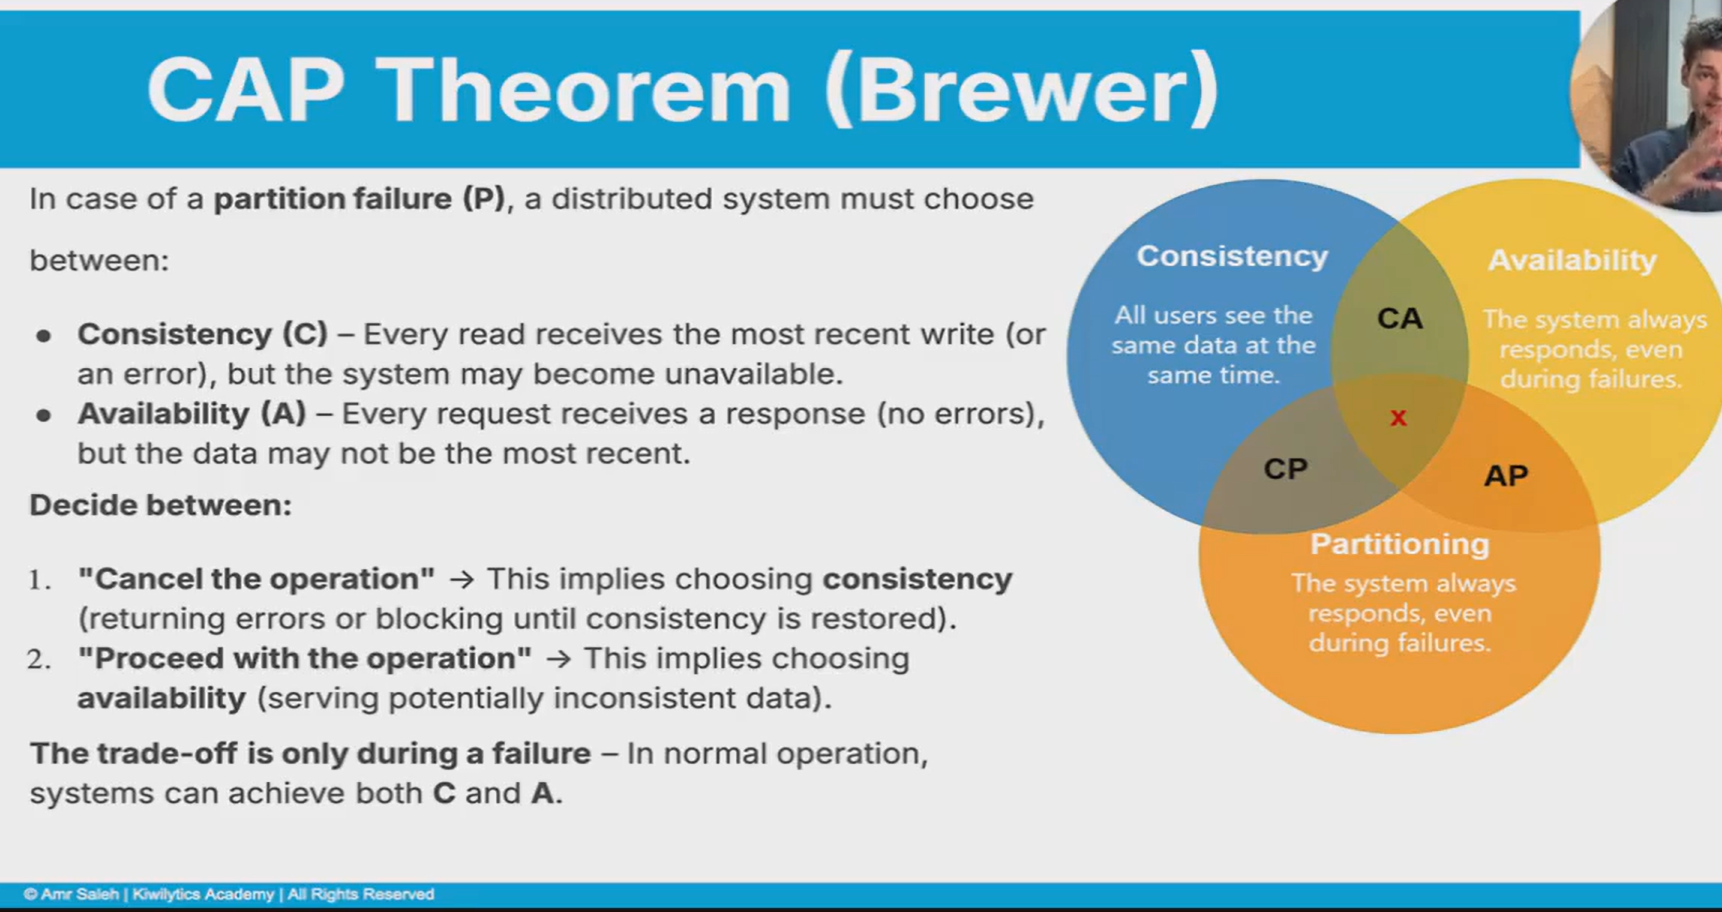 CAP Theorem (Brewer)
In case of a partition failure (P), a distributed system must choose
between:
● Consistency (C) – Every read receives the most recent write (or
an error), but the system may become unavailable.
● Availability (A) – Every request receives a response (no errors),
but the data may not be the most recent.
Decide between:
1. "Cancel the operation" → This implies choosing consistency
(returning errors or blocking until consistency is restored).
2. "Proceed with the operation" → This implies choosing
availability (serving potentially inconsistent data).
The trade-off is only during a failure – In normal operation,
systems can achieve both C and A.
Consistency
All users see the
same data at the
same time.
CA
Availability
The system always
responds, even
during failures.
x
CP
AP
Partitioning
The system always
responds, even
during failures.
© Amr Saleh | Kiwilytics Academy | All Rights Reserved